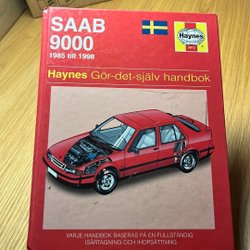 SAAB
9000
1985 till 1998
Haynes
Haynes Gör-det-själv handbok
VARJE HANDBOK BASERAS PÅ EN FULLSTÄNDIG
ISÄRTAGNING OCH IHOPSÄTTNING